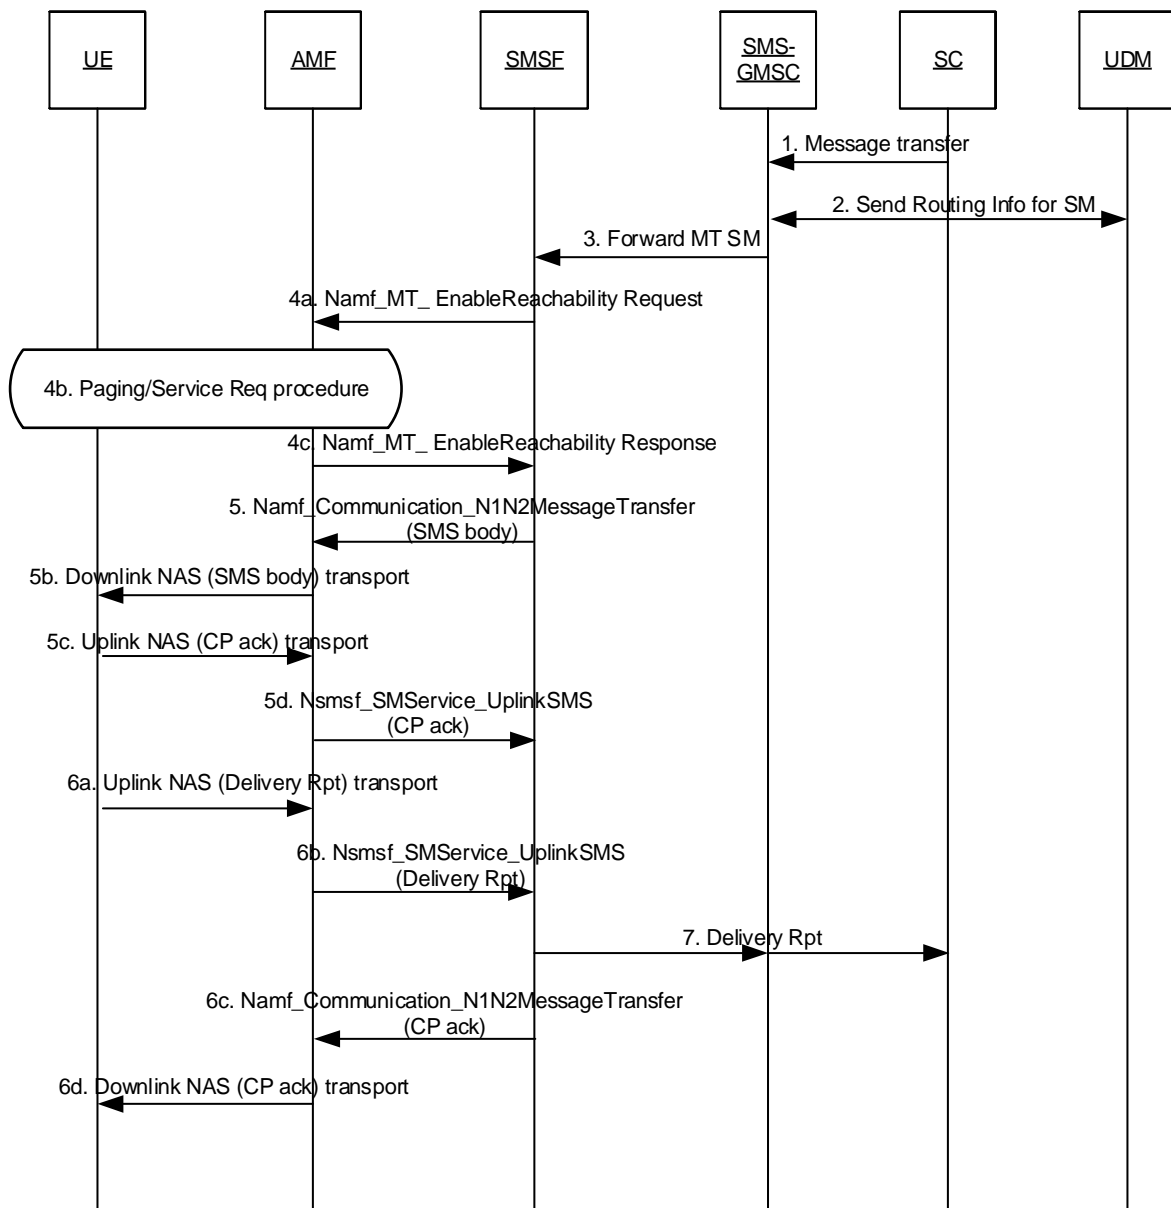 UE
AMF
SMSF
SMS-
GMSC
SC
UDM
1. Message transfer
2. Send Routing Info for SM
3. Forward MT SM
4a. Namf_MT_ EnableReachability Request
4b. Paging/Service Req procedure
4c. Namf_MT_ EnableReachability Response
5. Namf_Communication_N1N2MessageTransfer
(SMS body)
5b. Downlink NAS (SMS body) transport
5c. Uplink NAS (CP ack) transport
5d. Nsmsf_SMService_UplinkSMS
(CP ack)
6a. Uplink NAS (Delivery Rpt) transport
6b. Nsmsf_SMService_UplinkSMS
(Delivery Rpt)
7. Delivery Rpt
6c. Namf_Communication_N1N2MessageTransfer
(CP ack)
6d. Downlink NAS (CP ack) transport